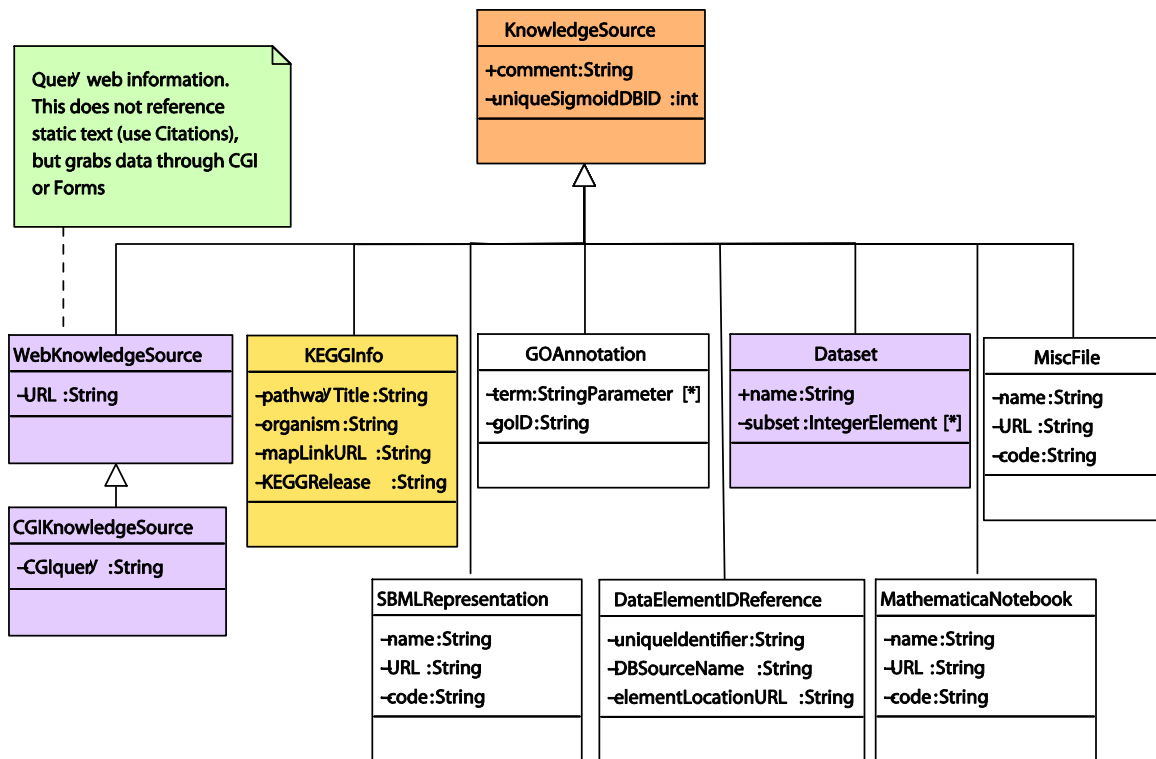 KnowledgeSource
+comment:String
-uniqueSigmoidDBID :int
Query web information.
This does not reference
static text (use Citations),
but grabs data through CGI
or Forms
WebKnowledgeSource
-URL :String
KEGGInfo
-pathwayTitle:String
-organism:String
-mapLinkURL :String
-KEGGRelease :String
GOAnnotation
-term:StringParameter [*]
-goID:String
Dataset
+name:String
-subset:IntegerElement [*]
MiscFile
-name:String
-URL :String
-code:String
CGIKnowledgeSource
-CGIquery :String
SBMLRepresentation
-name:String
-URL :String
-code:String
DataElementIDReference
-uniqueIdentifier:String
-DBSourceName :String
-elementLocationURL :String
MathematicaNotebook
-name:String
-URL :String
-code:String